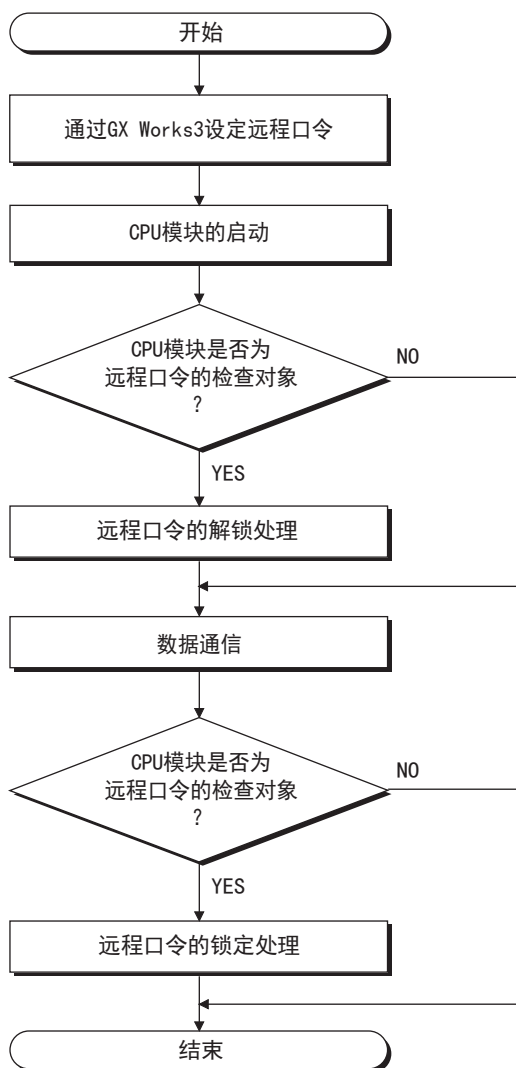 开始
通过GX Works3设定远程口令
CPU模块的启动
CPU模块是否为
远程口令的检查对象
?
NO
YES
远程口令的解锁处理
数据通信
CPU模块是否为
远程口令的检查对象
?
NO
YES
远程口令的锁定处理
结束